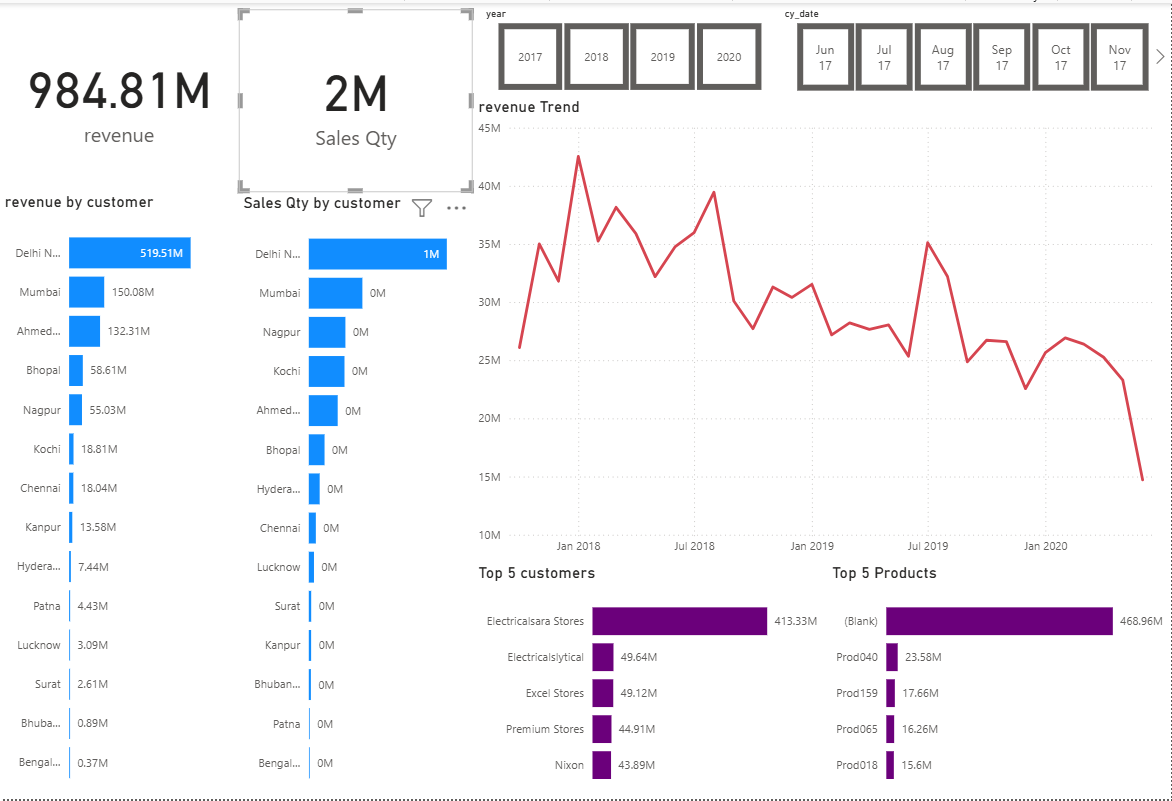 984.81M
revenue
2M
Sales Qty
year
2017
2018
2019
2020
cy_date
Jun
17
Jul
17
Aug
17
Sep
17
Oct
17
Nov
17
revenue by customer
Delhi N...
519.51M
Mumbai
150.08M
Ahmed...
132.31M
Bhopal
58.61M
Nagpur
55.03M
Kochi
18.81M
Chennai
18.04M
Kanpur
13.58M
Hydera...
7.44M
Patna
4.43M
Lucknow
3.09M
Surat
2.61M
Bhuba...
0.89M
Bengal...
0.37M
Sales Qty by customer
Delhi N...
1M
Mumbai
0M
Nagpur
0M
Kochi
0M
Ahmed...
0M
Bhopal
0M
Hydera...
0M
Chennai
0M
Lucknow
0M
Surat
0M
Kanpur
0M
Bhuban...
0M
Patna
0M
Bengal...
0M
revenue Trend
45M
40M
35M
30M
25M
20M
15M
10M
Jan 2018
Jul 2018
Jan 2019
Jul 2019
Jan 2020
Top 5 customers
Electricalsara Stores
413.33M
Electricalslytical
49.64M
Excel Stores
49.12M
Premium Stores
44.91M
Nixon
43.89M
Top 5 Products
(Blank)
468.96M
Prod040
23.58M
Prod159
17.66M
Prod065
16.26M
Prod018
15.6M